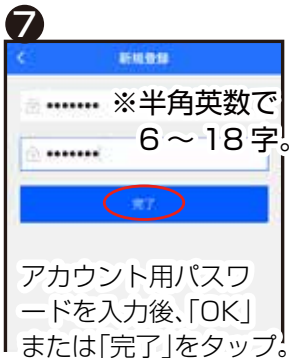 ❼
新規登録
•••••••
※半角英数で
6～18字。
•••••••
完了
アカウント用パスワ
ードを入力後、「OK」
または「完了」をタップ。